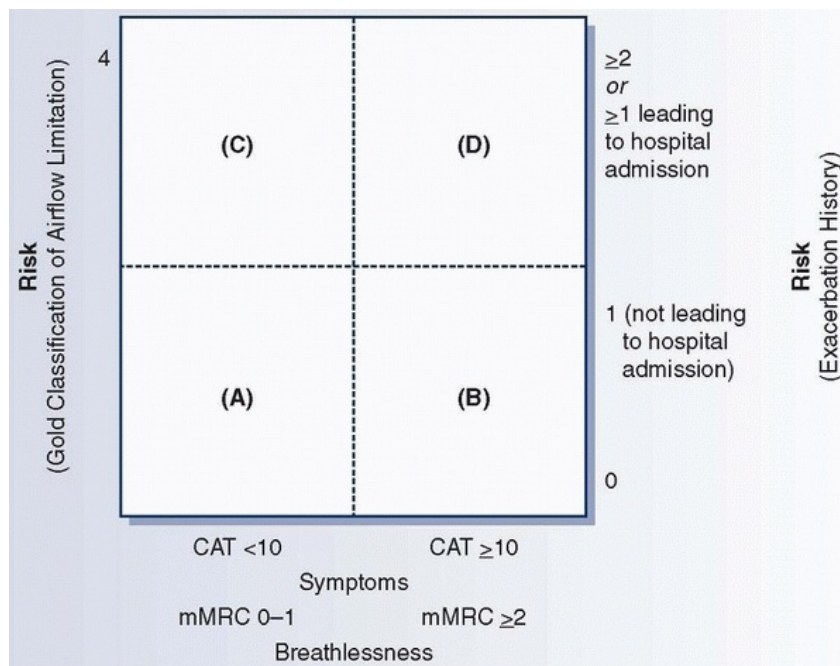 4
(C)
(D)
≥2
or
≥1 leading
to hospital
admission
Risk
(Gold Classification of Airflow Limitation)
Risk
(Exacerbation History)
1 (not leading
to hospital
admission)
(A)
(B)
0
CAT <10
CAT ≥10
Symptoms
mMRC 0–1
mMRC ≥2
Breathlessness